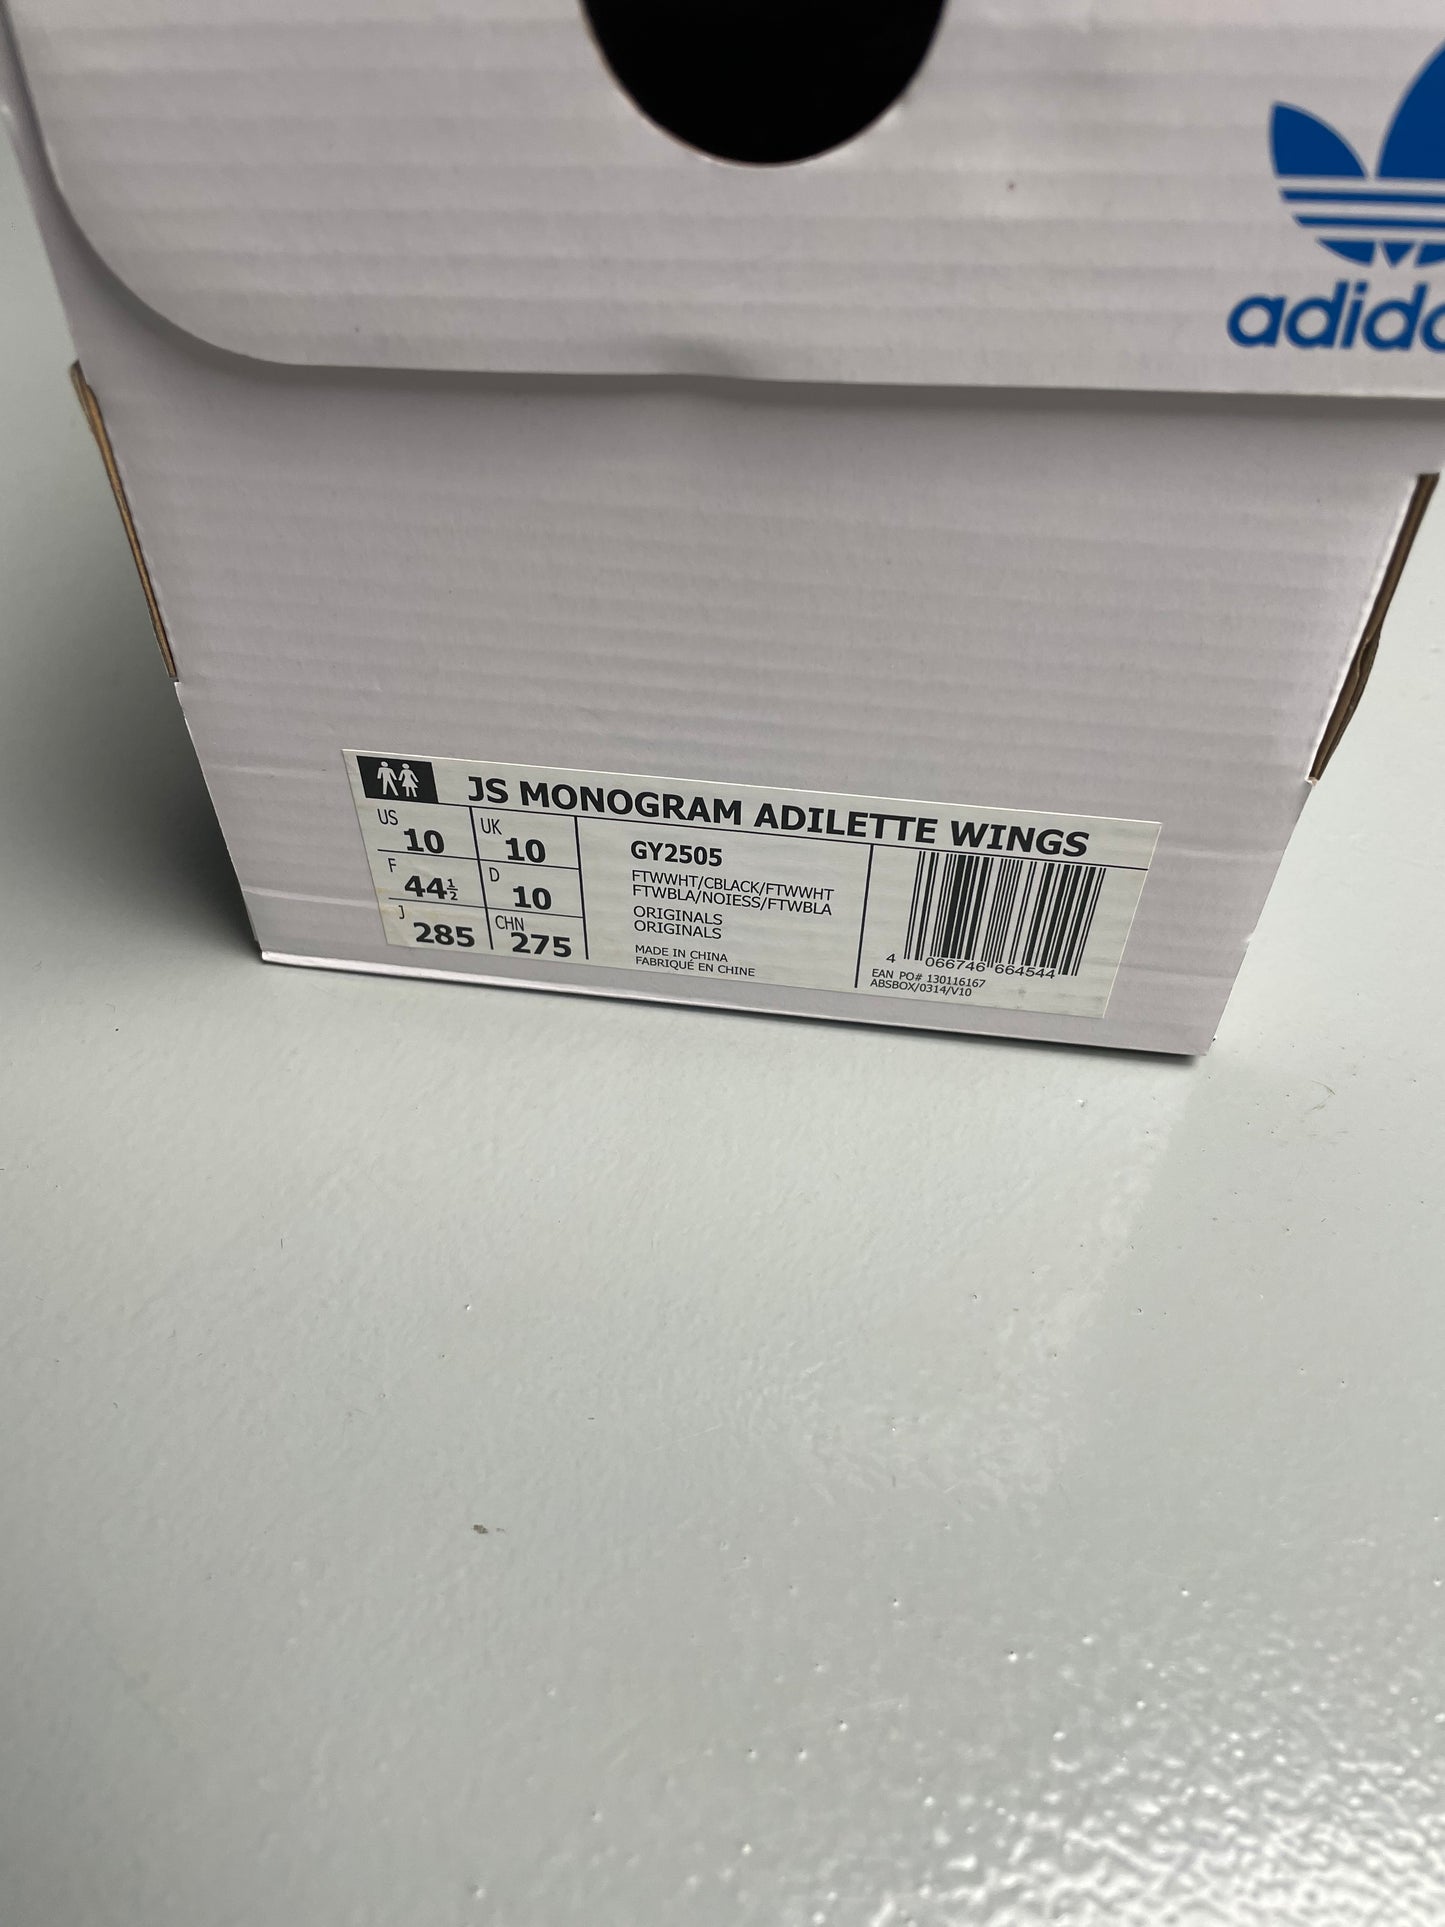 adida
JS MONOGRAM ADILETTE WINGS
US 10
UK 10
F 44½
D 10
J 285
CHN 275
GY2505
FTWWHT/CBLACK/FTWWHT
FTWBLA/NOIESS/FTWBLA
ORIGINALS
ORIGINALS
MADE IN CHINA
FABRIQUÉ EN CHINE
4 066746 664544
EAN PO# 130116167
ABSBOX/0314/V10